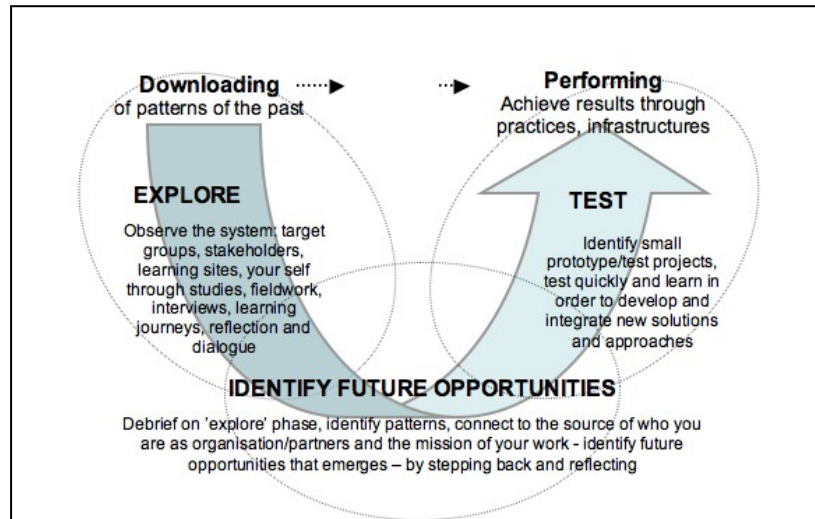 Downloading
of patterns of the past
Performing
Achieve results through
practices, infrastructures
EXPLORE
Observe the system: target
groups, stakeholders,
learning sites, your self
through studies, fieldwork,
interviews, learning
journeys, reflection and
dialogue
TEST
Identify small
prototype/test projects,
test quickly and learn in
order to develop and
integrate new solutions
and approaches
IDENTIFY FUTURE OPPORTUNITIES
Debrief on 'explore' phase, identify patterns, connect to the source of who you
are as organisation/partners and the mission of your work - identify future
opportunities that emerges – by stepping back and reflecting